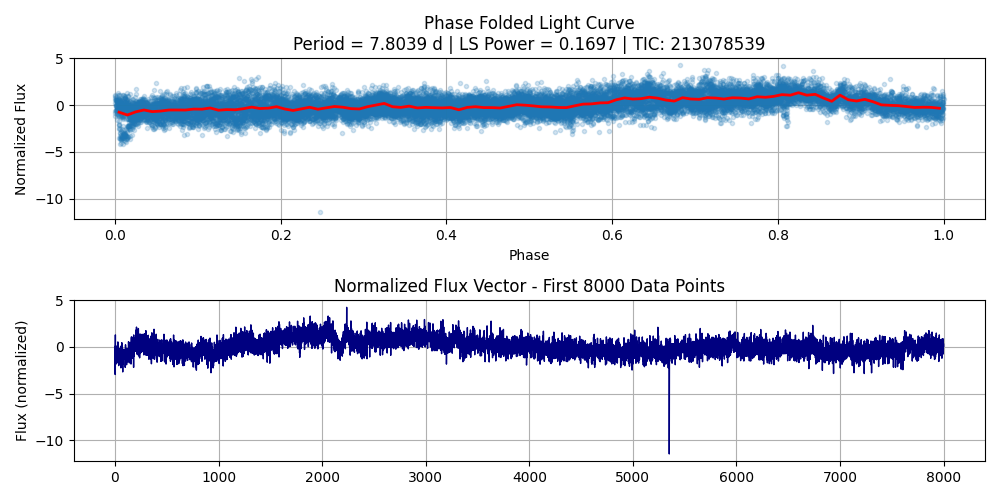 Phase Folded Light Curve
Period = 7.8039 d | LS Power = 0.1697 | TIC: 213078539
Normalized Flux
5
0
−5
−10
0.0 0.2 0.4 0.6 0.8 1.0
Phase
Normalized Flux Vector - First 8000 Data Points
Flux (normalized)
5
0
−5
−10
0 1000 2000 3000 4000 5000 6000 7000 8000